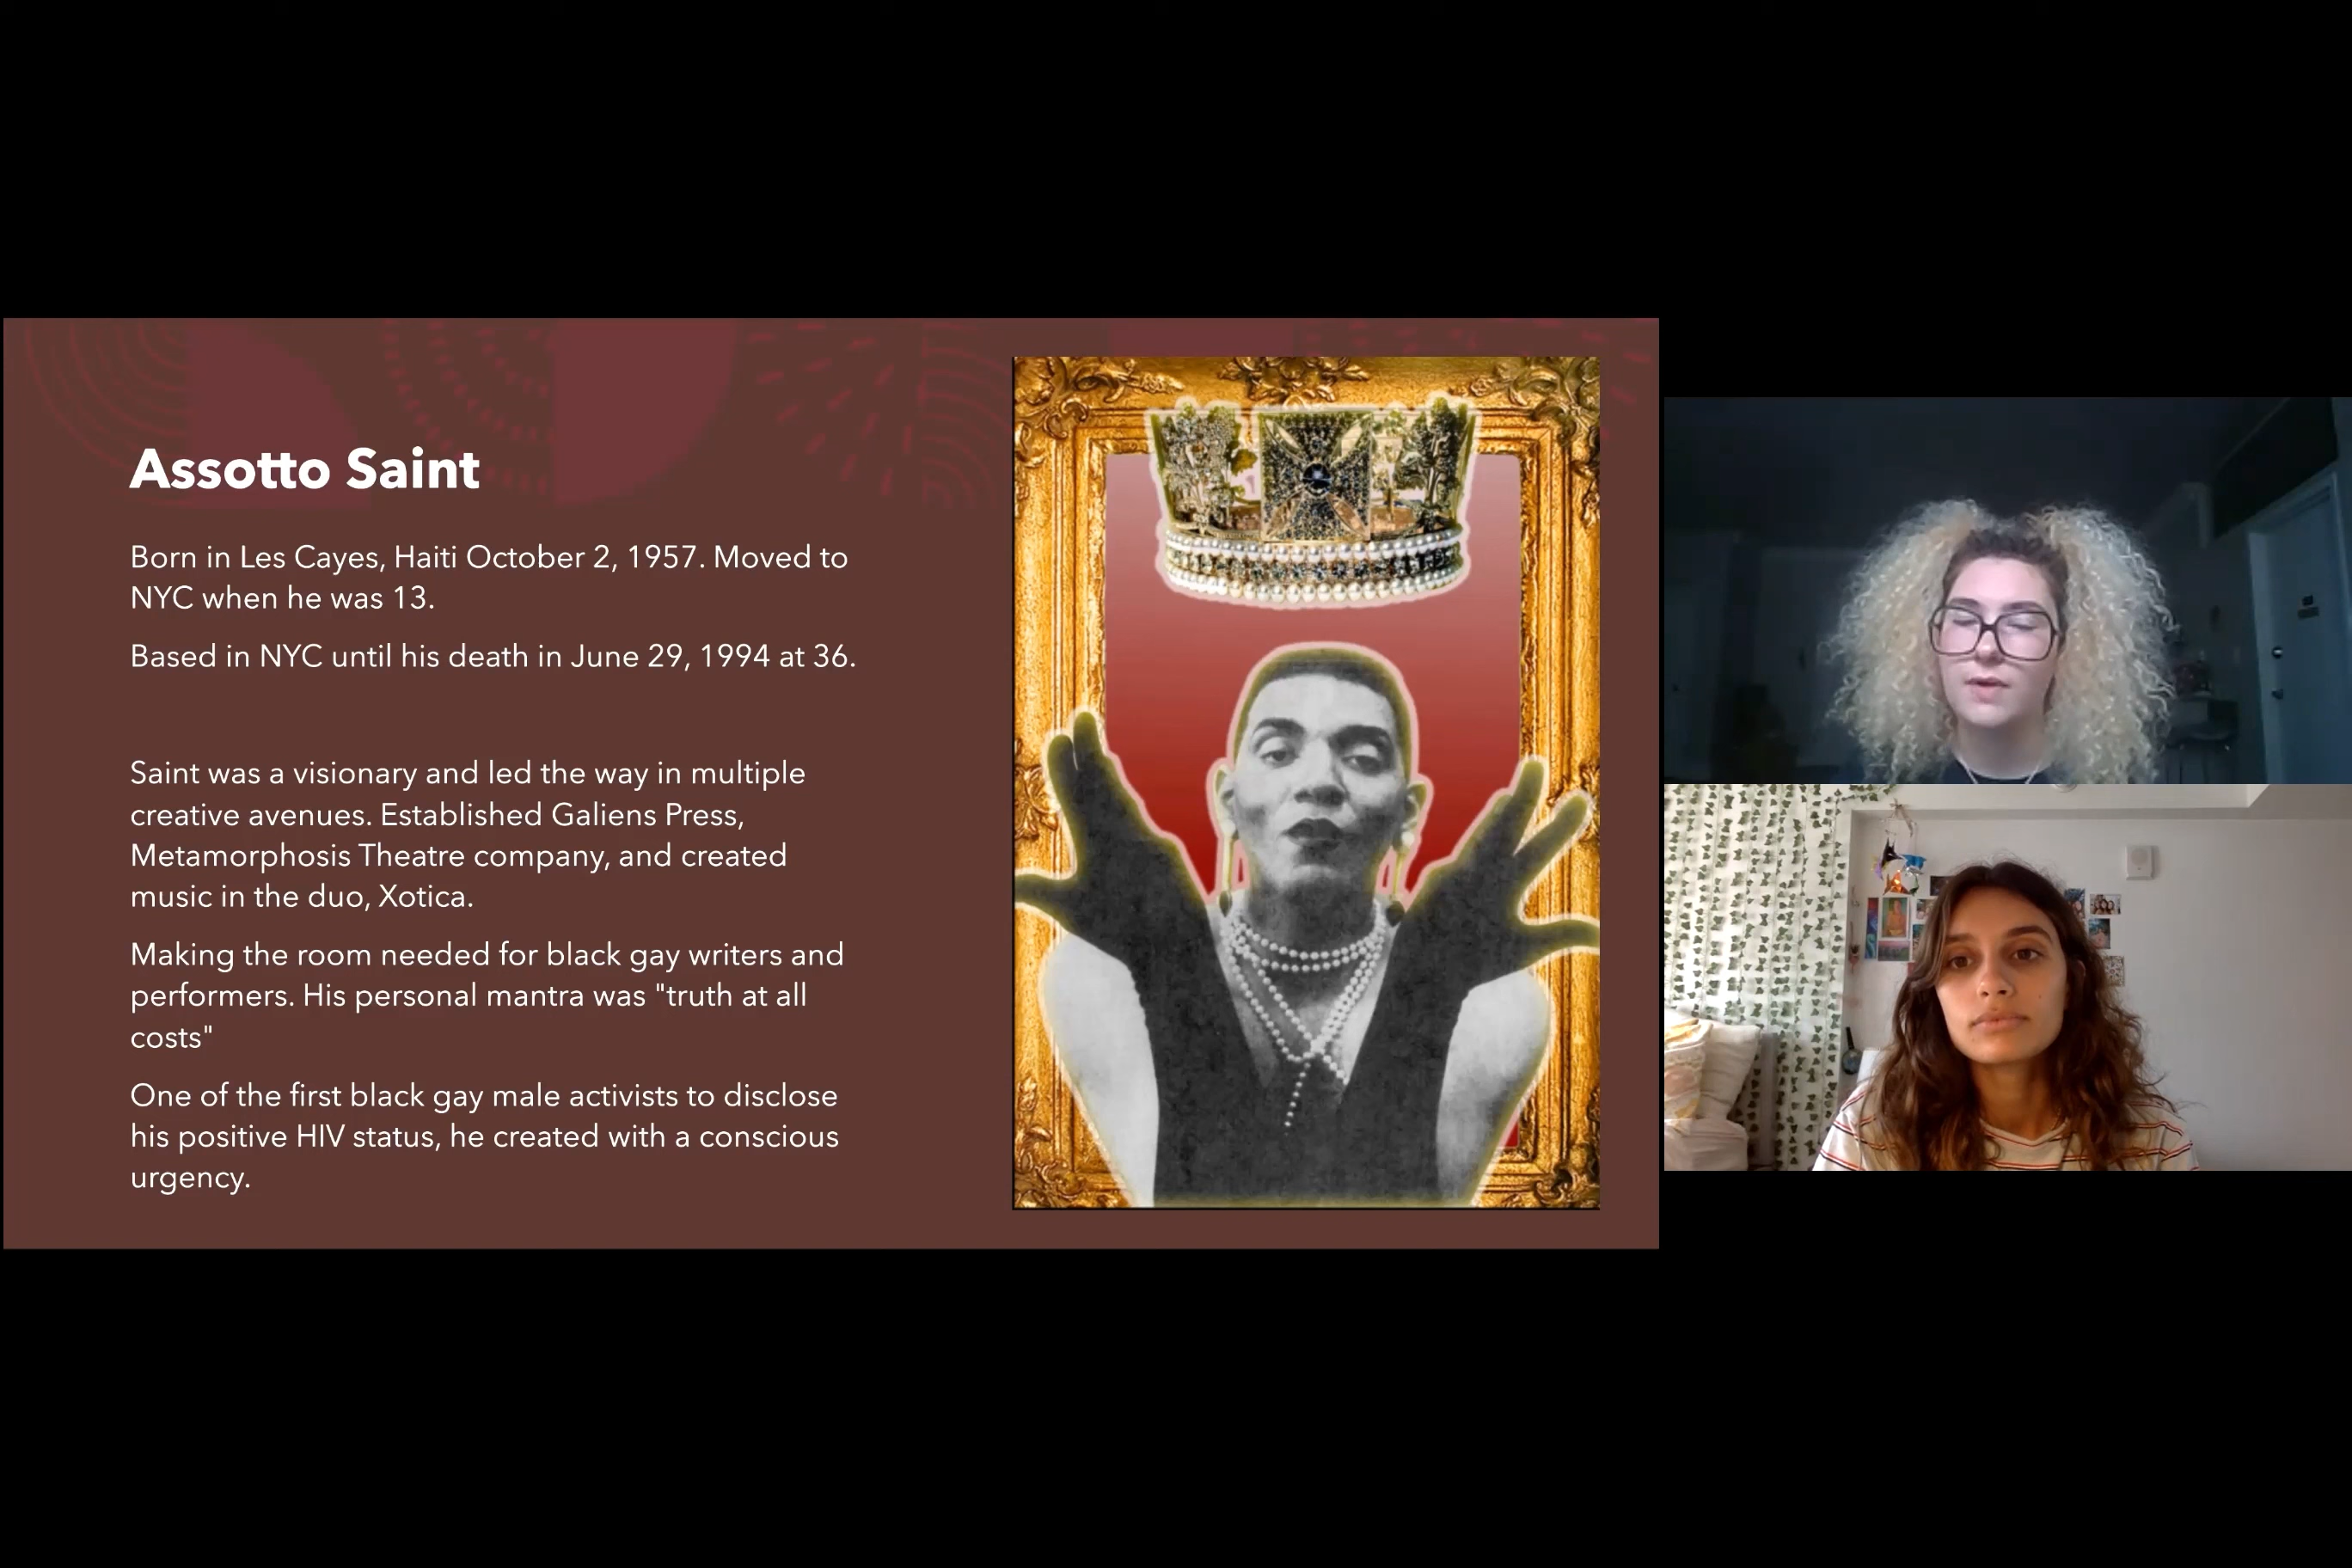 Assotto Saint
Born in Les Cayes, Haiti October 2, 1957. Moved to
NYC when he was 13.
Based in NYC until his death in June 29, 1994 at 36.
Saint was a visionary and led the way in multiple
creative avenues. Established Galiens Press,
Metamorphosis Theatre company, and created
music in the duo, Xotica.
Making the room needed for black gay writers and
performers. His personal mantra was "truth at all
costs"
One of the first black gay male activists to disclose
his positive HIV status, he created with a conscious
urgency.